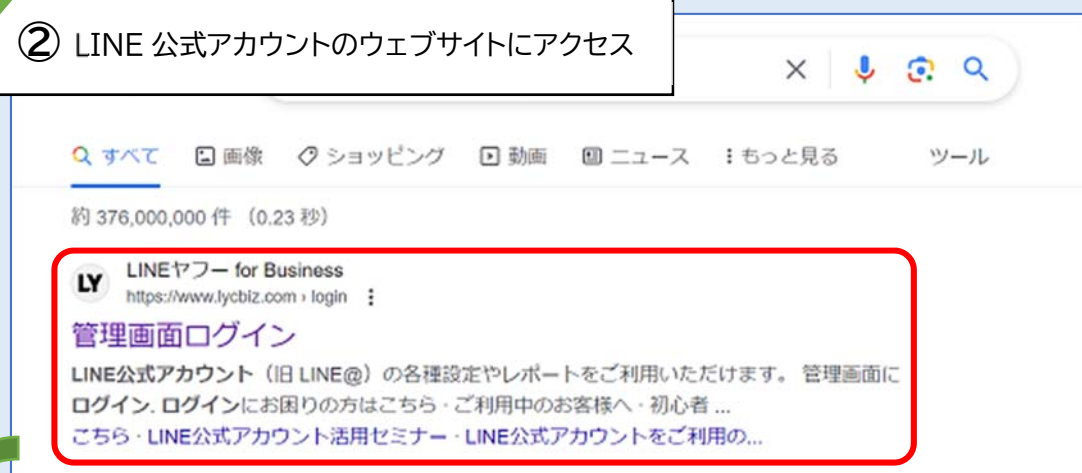 ② LINE 公式アカウントのウェブサイトにアクセス
すべて 画像 ショッピング 動画 ニュース もっと見る ツール
約 376,000,000 件 （0.23 秒）
LY LINEヤフー for Business
https://www.lycbiz.com › login
管理画面ログイン
LINE公式アカウント（旧 LINE@）の各種設定やレポートをご利用いただけます。 管理画面に
ログイン. ログインにお困りの方はこちら · ご利用中のお客様へ · 初心者 ...
こちら · LINE公式アカウント活用セミナー · LINE公式アカウントをご利用の...